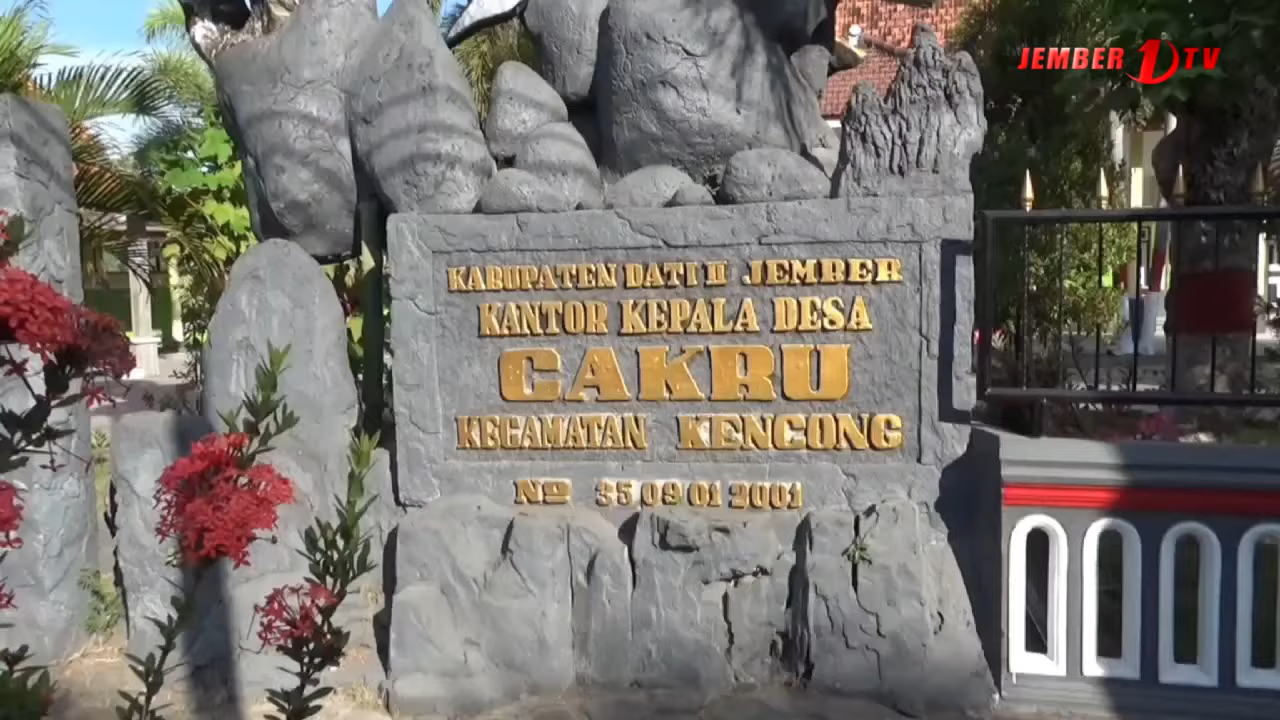 JEMBER 1 TV
KABUPATEN DATI II JEMBER
KANTOR KEPALA DESA
CAKRU
KECAMATAN KENCONG
No 35 09 01 2001